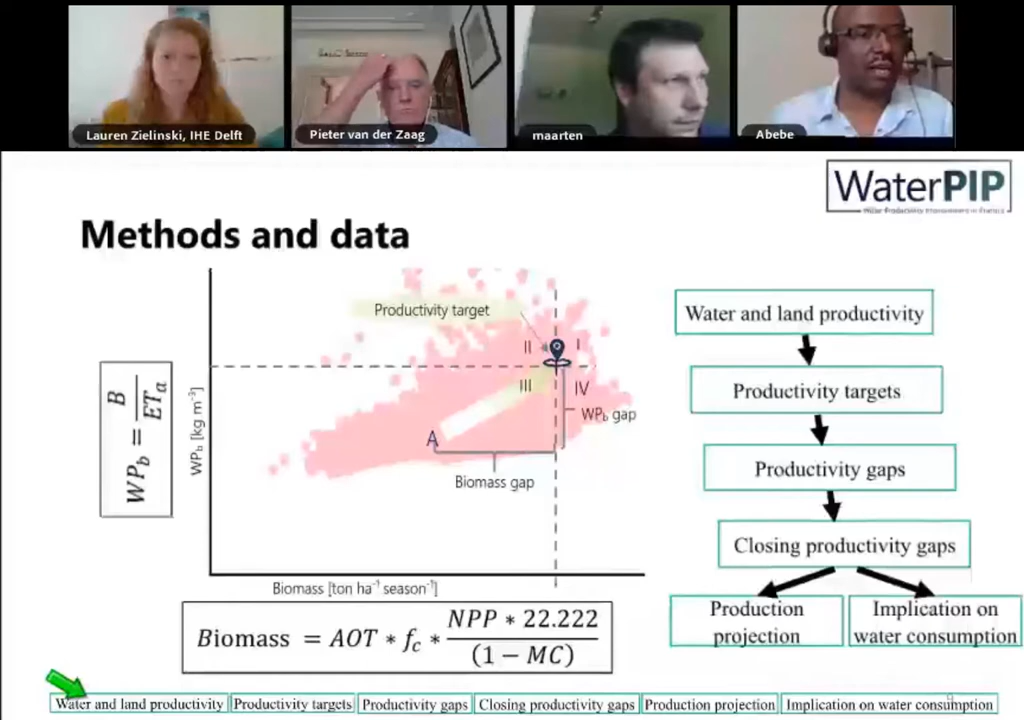 Lauren Zielinski, IHE Delft
Pieter van der Zaag
maarten
Abebe
WaterPIP
Methods and data
Productivity target
II
I
III
IV
WPb gap
A
Biomass gap
WPb [kg m⁻³]
WPb = B / ETa
Biomass [ton ha⁻¹ season⁻¹]
Biomass = AOT * fc * NPP * 22.222 / (1 − MC)
Water and land productivity
Productivity targets
Productivity gaps
Closing productivity gaps
Production
projection
Implication on
water consumption
Water and land productivity Productivity targets Productivity gaps Closing productivity gaps Production projection Implication on water consumption